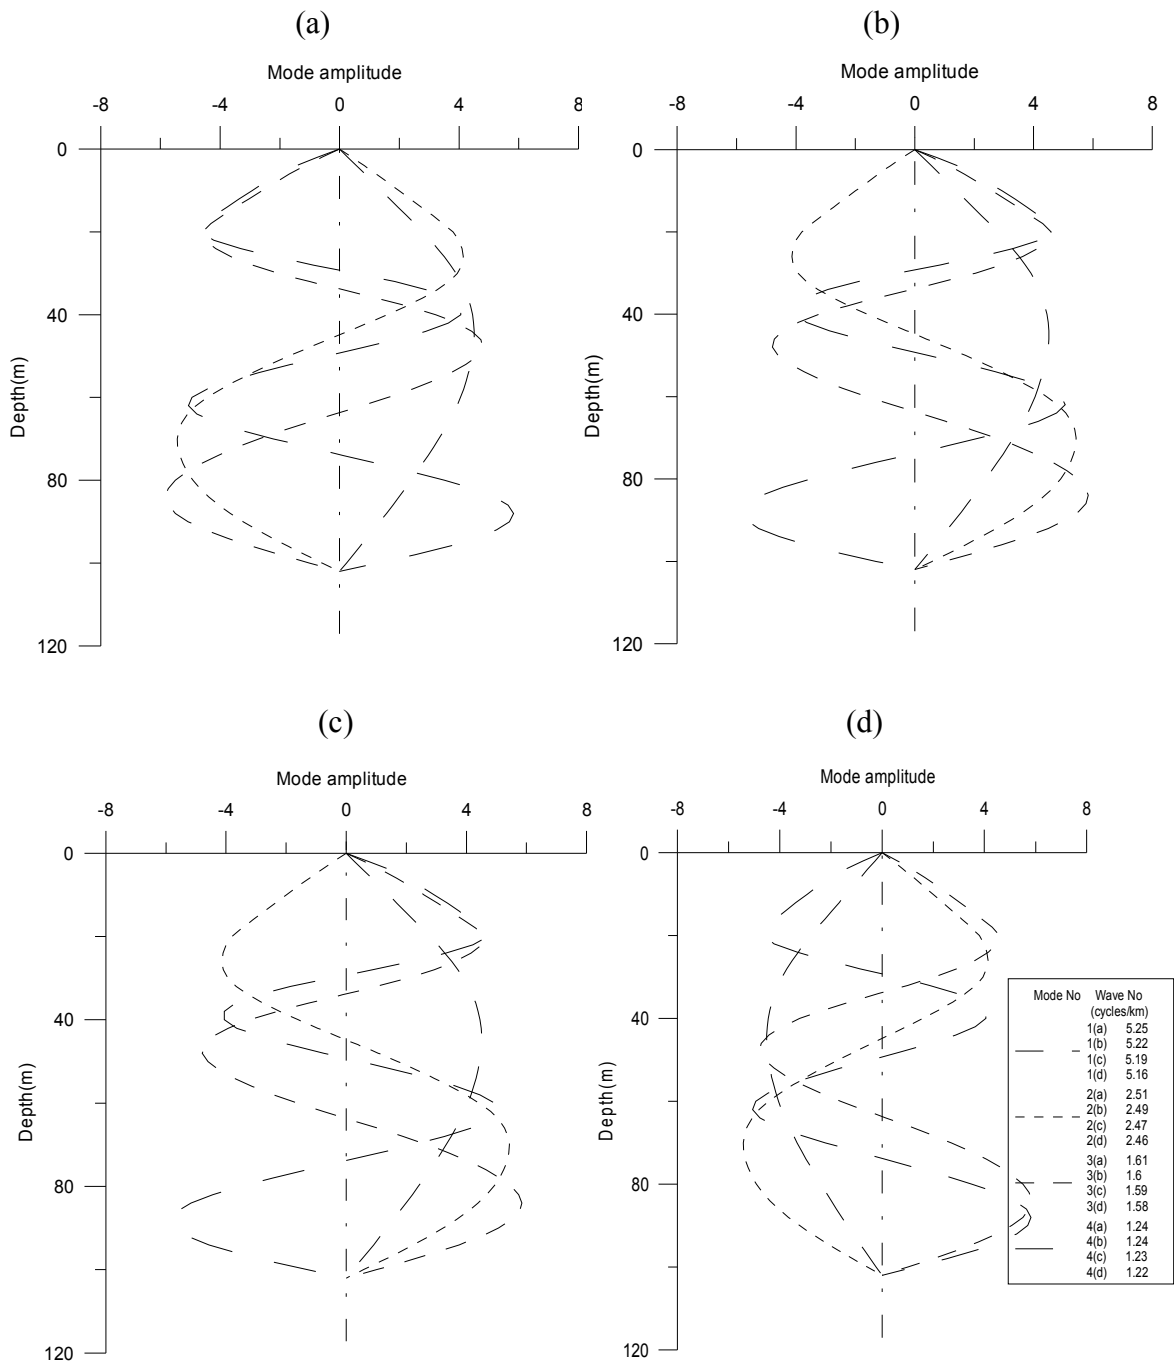 (a)
Mode amplitude
-8 -4 0 4 8
0
40
80
120
Depth(m)
(b)
Mode amplitude
-8 -4 0 4 8
0
40
80
120
Depth(m)
(c)
Mode amplitude
-8 -4 0 4 8
0
40
80
120
Depth(m)
(d)
Mode amplitude
-8 -4 0 4 8
0
40
80
120
Depth(m)
Mode No Wave No
(cycles/km)
1(a) 5.25
1(b) 5.22
1(c) 5.19
1(d) 5.16
2(a) 2.51
2(b) 2.49
2(c) 2.47
2(d) 2.46
3(a) 1.61
3(b) 1.6
3(c) 1.59
3(d) 1.58
4(a) 1.24
4(b) 1.24
4(c) 1.23
4(d) 1.22